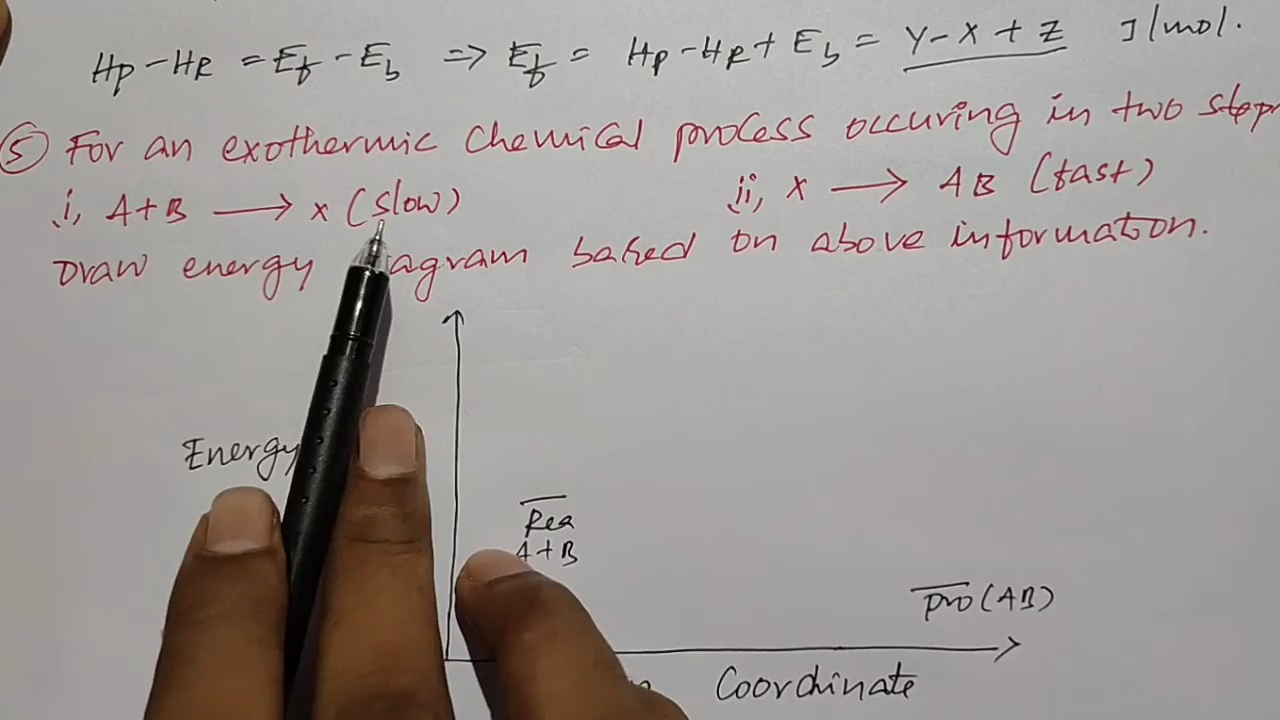 Hp - HR = Ef - Eb => Ef = Hp - HR + Eb = Y - X + Z J/mol.
5 For an exothermic chemical process occuring in two step
i, A+B → x (slow) ii, x → AB (fast)
Draw energy based on above information.
Energy
Rea
A+B
pro (AB)
Coordinate